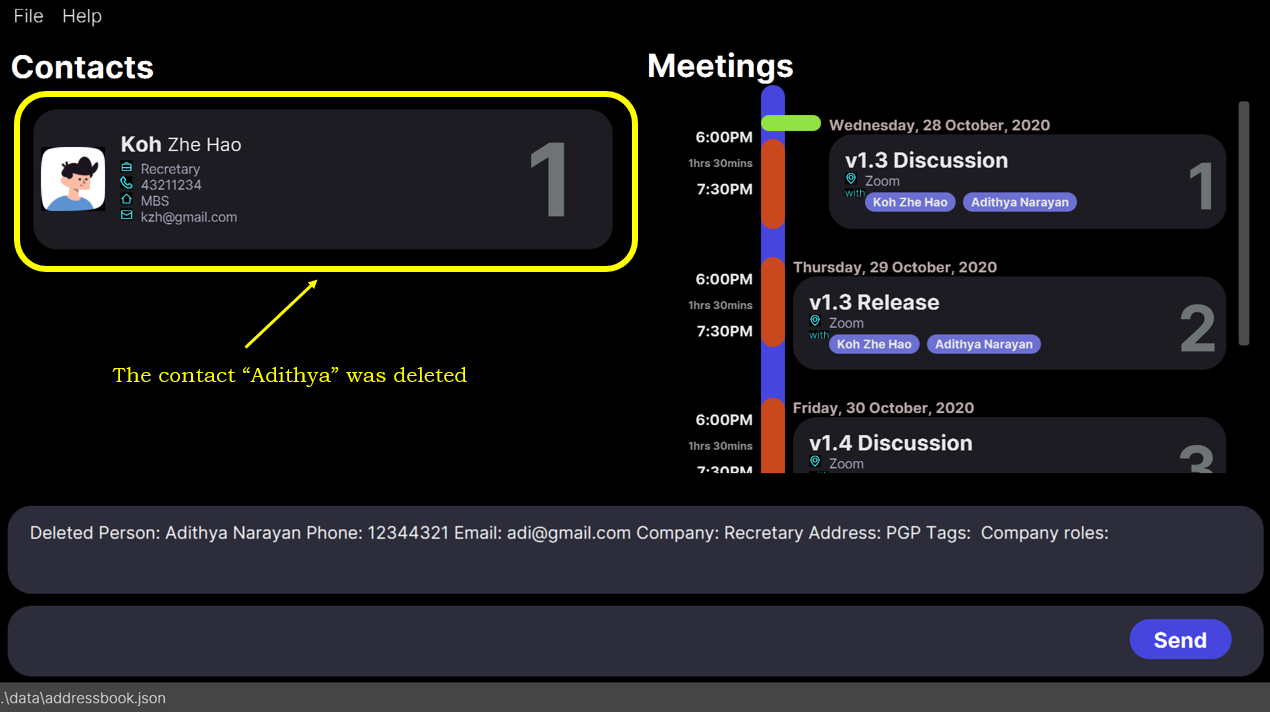 File Help
Contacts
Koh Zhe Hao
Recretary
43211234
MBS
kzh@gmail.com
1
The contact “Adithya” was deleted
Meetings
Wednesday, 28 October, 2020
6:00PM
1hrs 30mins
7:30PM
v1.3 Discussion
Zoom
with Koh Zhe Hao Adithya Narayan
1
Thursday, 29 October, 2020
6:00PM
1hrs 30mins
7:30PM
v1.3 Release
Zoom
with Koh Zhe Hao Adithya Narayan
2
Friday, 30 October, 2020
6:00PM
1hrs 30mins
7:30PM
v1.4 Discussion
Zoom
3
Deleted Person: Adithya Narayan Phone: 12344321 Email: adi@gmail.com Company: Recretary Address: PGP Tags:  Company roles:
Send
.\data\addressbook.json